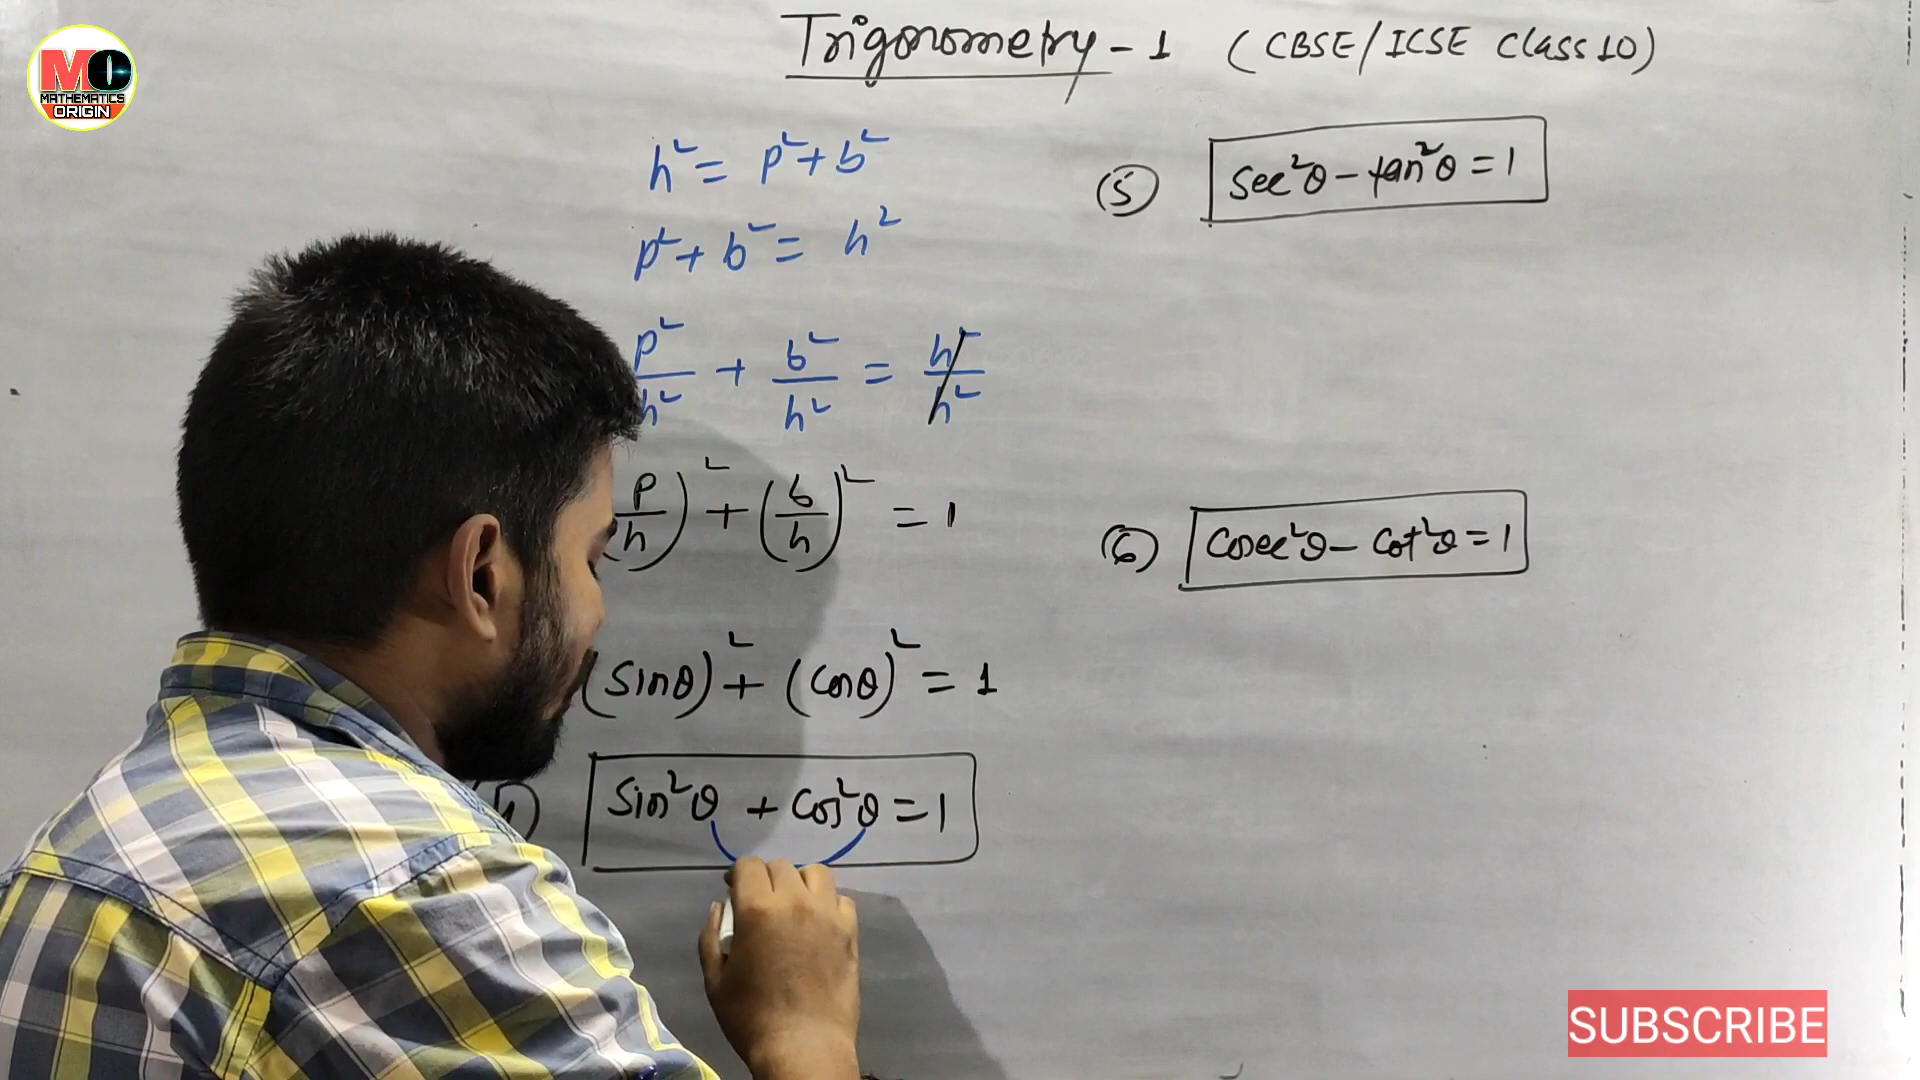 MO
MATHEMATICS
ORIGIN
Trigonometry - 1 (CBSE/ICSE Class 10)
h² = p² + b²
p² + b² = h²
p²/h² + b²/h² = h²/h²
(p/h)² + (b/h)² = 1
(sinθ)² + (cosθ)² = 1
sin²θ + cos²θ = 1
(5) sec²θ - tan²θ = 1
(6) cosec²θ - cot²θ = 1
SUBSCRIBE